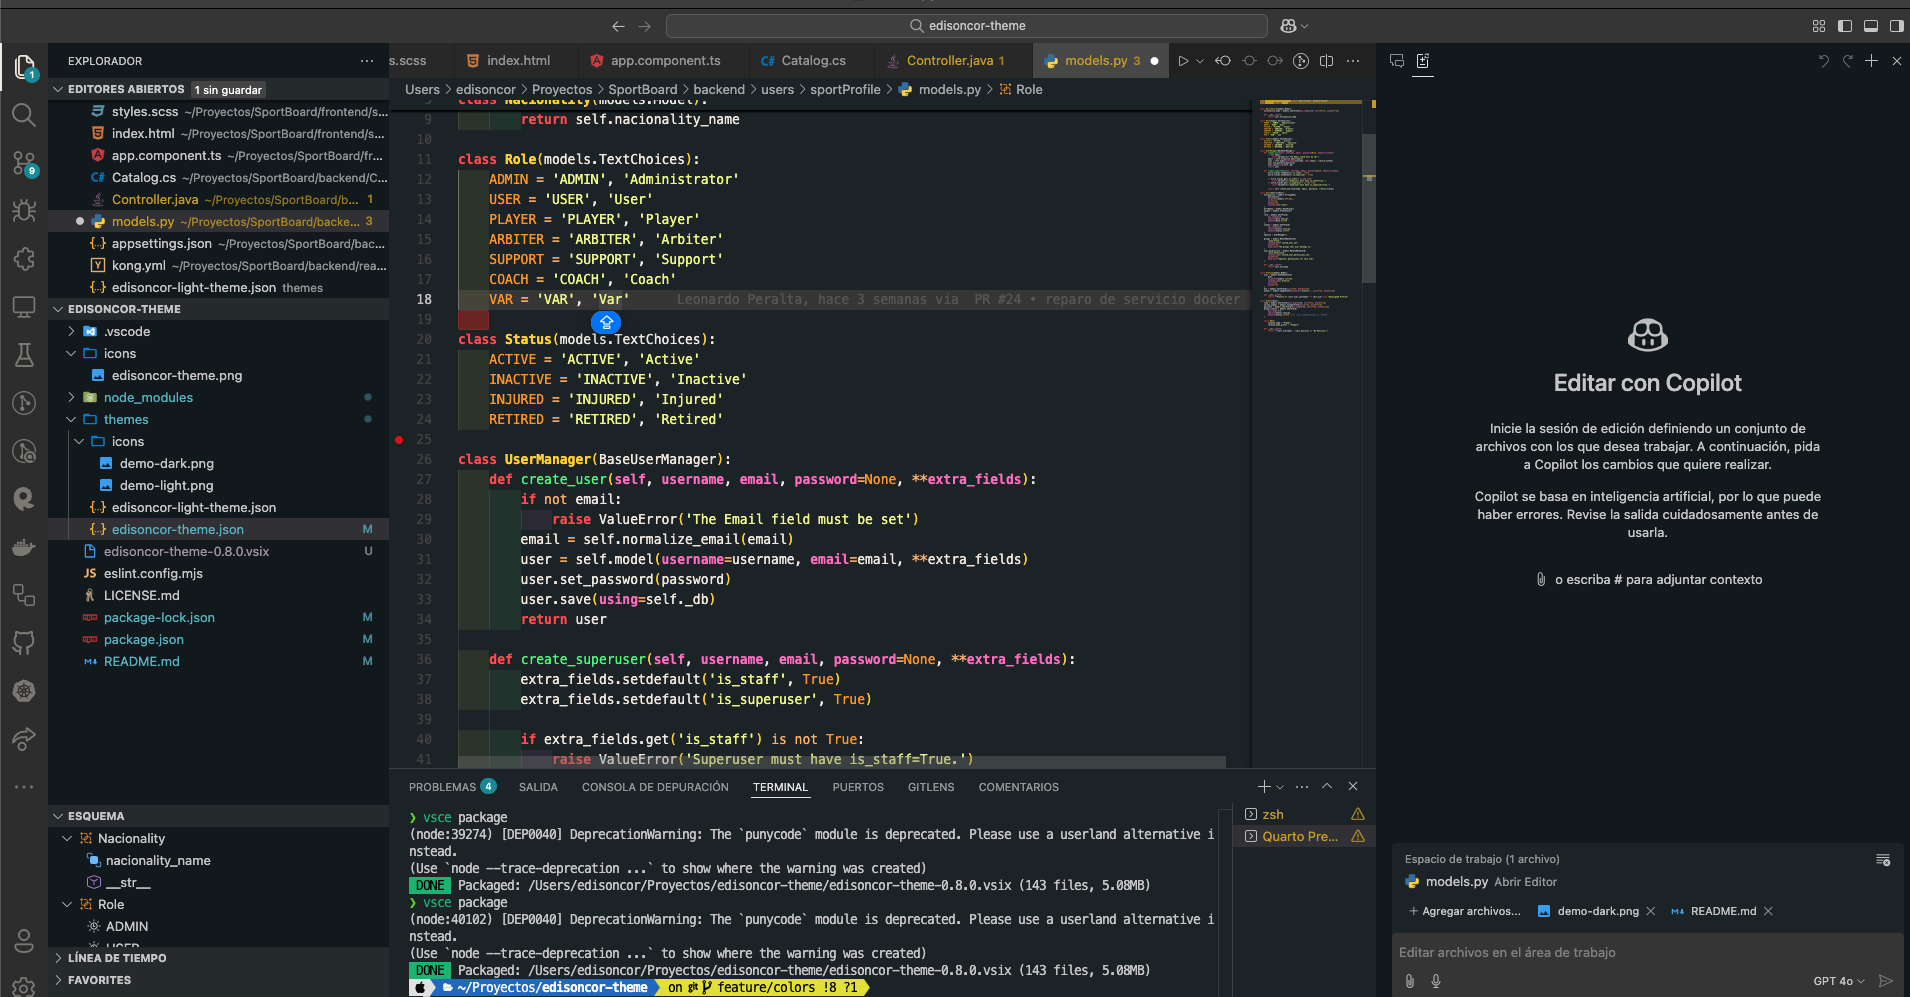 edisoncor-theme
EXPLORADOR
EDITORES ABIERTOS 1 sin guardar
styles.scss ~/Proyectos/SportBoard/frontend/s...
index.html ~/Proyectos/SportBoard/frontend/s...
app.component.ts ~/Proyectos/SportBoard/fr...
Catalog.cs ~/Proyectos/SportBoard/backend/C...
Controller.java ~/Proyectos/SportBoard/b... 1
models.py ~/Proyectos/SportBoard/backe... 3
appsettings.json ~/Proyectos/SportBoard/bac...
kong.yml ~/Proyectos/SportBoard/backend/rea...
edisoncor-light-theme.json themes
EDISONCOR-THEME
.vscode
icons
edisoncor-theme.png
node_modules
themes
icons
demo-dark.png
demo-light.png
edisoncor-light-theme.json
edisoncor-theme.json M
edisoncor-theme-0.8.0.vsix U
eslint.config.mjs
LICENSE.md
package-lock.json M
package.json M
README.md M
ESQUEMA
Nacionality
nacionality_name
__str__
Role
ADMIN
USER
LÍNEA DE TIEMPO
FAVORITES
1
9
s.scss
index.html
app.component.ts
Catalog.cs
Controller.java 1
models.py 3
Users > edisoncor > Proyectos > SportBoard > backend > users > sportProfile > models.py > Role
class Nacionality(models.Model):
9 return self.nacionality_name
10
11 class Role(models.TextChoices):
12 ADMIN = 'ADMIN', 'Administrator'
13 USER = 'USER', 'User'
14 PLAYER = 'PLAYER', 'Player'
15 ARBITER = 'ARBITER', 'Arbiter'
16 SUPPORT = 'SUPPORT', 'Support'
17 COACH = 'COACH', 'Coach'
18 VAR = 'VAR', 'Var' Leonardo Peralta, hace 3 semanas via PR #24 • reparo de servicio docker
19
20 class Status(models.TextChoices):
21 ACTIVE = 'ACTIVE', 'Active'
22 INACTIVE = 'INACTIVE', 'Inactive'
23 INJURED = 'INJURED', 'Injured'
24 RETIRED = 'RETIRED', 'Retired'
25
26 class UserManager(BaseUserManager):
27 def create_user(self, username, email, password=None, **extra_fields):
28 if not email:
29 raise ValueError('The Email field must be set')
30 email = self.normalize_email(email)
31 user = self.model(username=username, email=email, **extra_fields)
32 user.set_password(password)
33 user.save(using=self._db)
34 return user
35
36 def create_superuser(self, username, email, password=None, **extra_fields):
37 extra_fields.setdefault('is_staff', True)
38 extra_fields.setdefault('is_superuser', True)
39
40 if extra_fields.get('is_staff') is not True:
41 raise ValueError('Superuser must have is_staff=True.')
PROBLEMAS 4 SALIDA CONSOLA DE DEPURACIÓN TERMINAL PUERTOS GITLENS COMENTARIOS
❯ vsce package
(node:39274) [DEP0040] DeprecationWarning: The `punycode` module is deprecated. Please use a userland alternative i
nstead.
(Use `node --trace-deprecation ...` to show where the warning was created)
DONE Packaged: /Users/edisoncor/Proyectos/edisoncor-theme/edisoncor-theme-0.8.0.vsix (143 files, 5.08MB)
❯ vsce package
(node:40102) [DEP0040] DeprecationWarning: The `punycode` module is deprecated. Please use a userland alternative i
nstead.
(Use `node --trace-deprecation ...` to show where the warning was created)
DONE Packaged: /Users/edisoncor/Proyectos/edisoncor-theme/edisoncor-theme-0.8.0.vsix (143 files, 5.08MB)
~/Proyectos/edisoncor-theme on git feature/colors !8 ?1
zsh
Quarto Pre...
Editar con Copilot
Inicie la sesión de edición definiendo un conjunto de
archivos con los que desea trabajar. A continuación, pida
a Copilot los cambios que quiere realizar.
Copilot se basa en inteligencia artificial, por lo que puede
haber errores. Revise la salida cuidadosamente antes de
usarla.
o escriba # para adjuntar contexto
Espacio de trabajo (1 archivo)
models.py Abrir Editor
+ Agregar archivos... demo-dark.png README.md
Editar archivos en el área de trabajo
GPT 4o